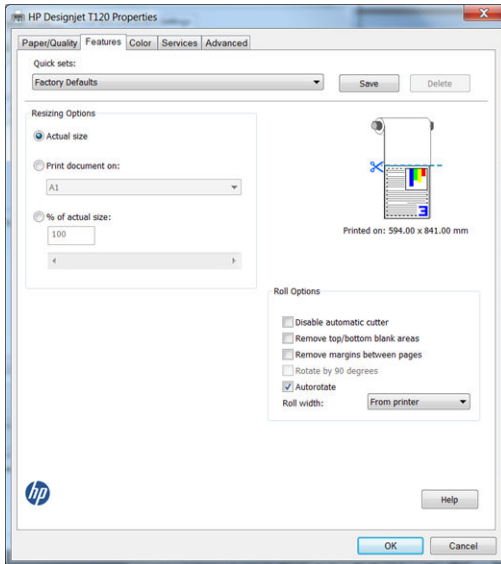 HP Designjet T120 Properties
Paper/Quality Features Color Services Advanced
Quick sets:
Factory Defaults
Save
Delete
Resizing Options
Actual size
Print document on:
A1
% of actual size:
100
3
Printed on: 594.00 x 841.00 mm
Roll Options
Disable automatic cutter
Remove top/bottom blank areas
Remove margins between pages
Rotate by 90 degrees
Autorotate
Roll width: From printer
hp
Help
OK Cancel